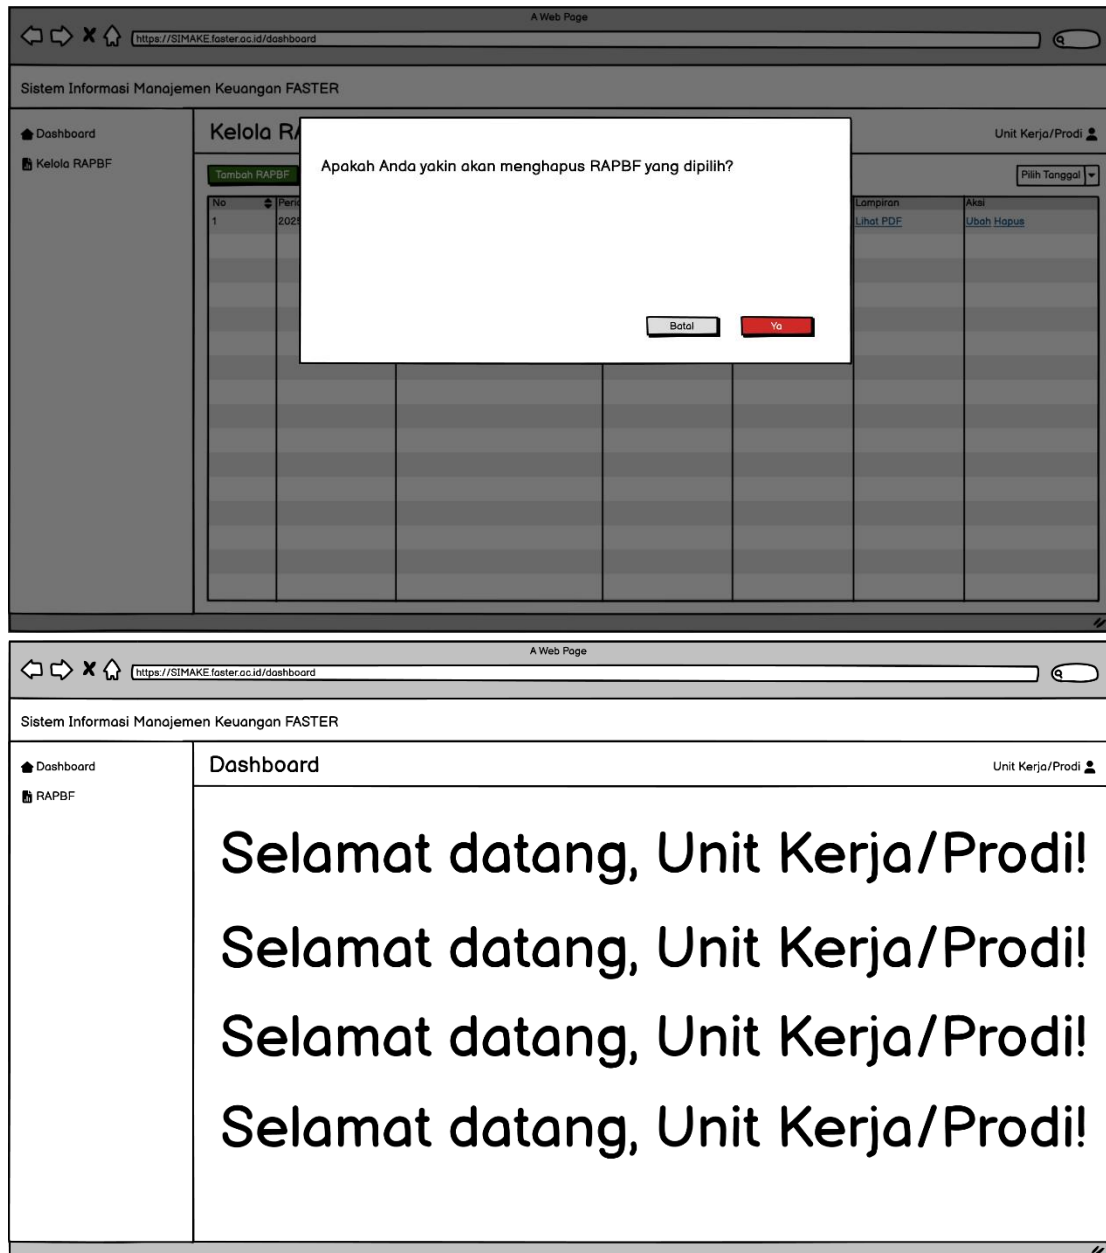 A Web Page
https://SIMAKE.faster.ac.id/dashboard
Sistem Informasi Manajemen Keuangan FASTER
Dashboard
Kelola RAPBF
Kelola
Unit Kerja/Prodi
Tambah RAPBF
Apakah Anda yakin akan menghapus RAPBF yang dipilih?
Pilih Tanggal
No Lampiran Aksi
1 Lihat PDF Ubah Hapus
Batal Ya
A Web Page
https://SIMAKE.faster.ac.id/dashboard
Sistem Informasi Manajemen Keuangan FASTER
Dashboard
RAPBF
Dashboard
Unit Kerja/Prodi
Selamat datang, Unit Kerja/Prodi!
Selamat datang, Unit Kerja/Prodi!
Selamat datang, Unit Kerja/Prodi!
Selamat datang, Unit Kerja/Prodi!